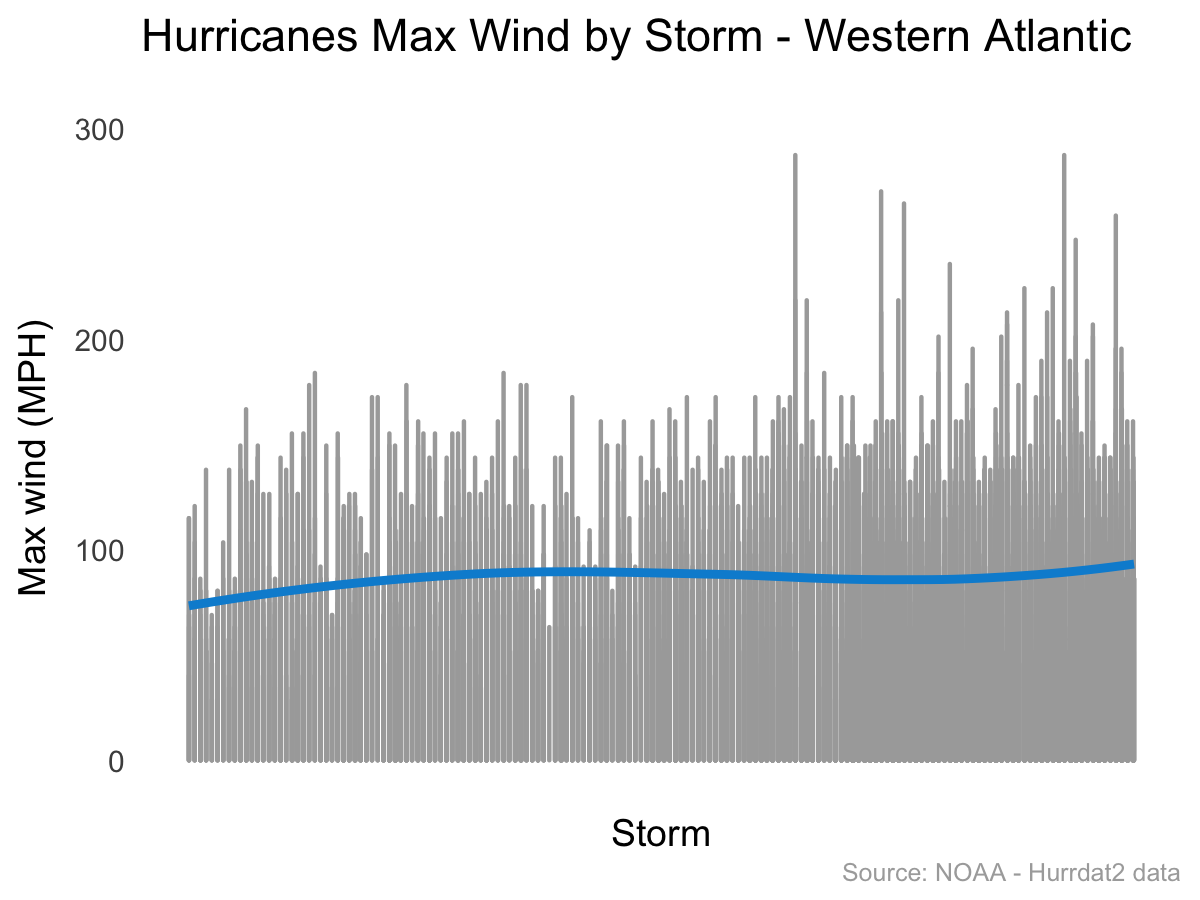 Hurricanes Max Wind by Storm - Western Atlantic
300
200
100
0
Max wind (MPH)
Storm
Source: NOAA - Hurrdat2 data